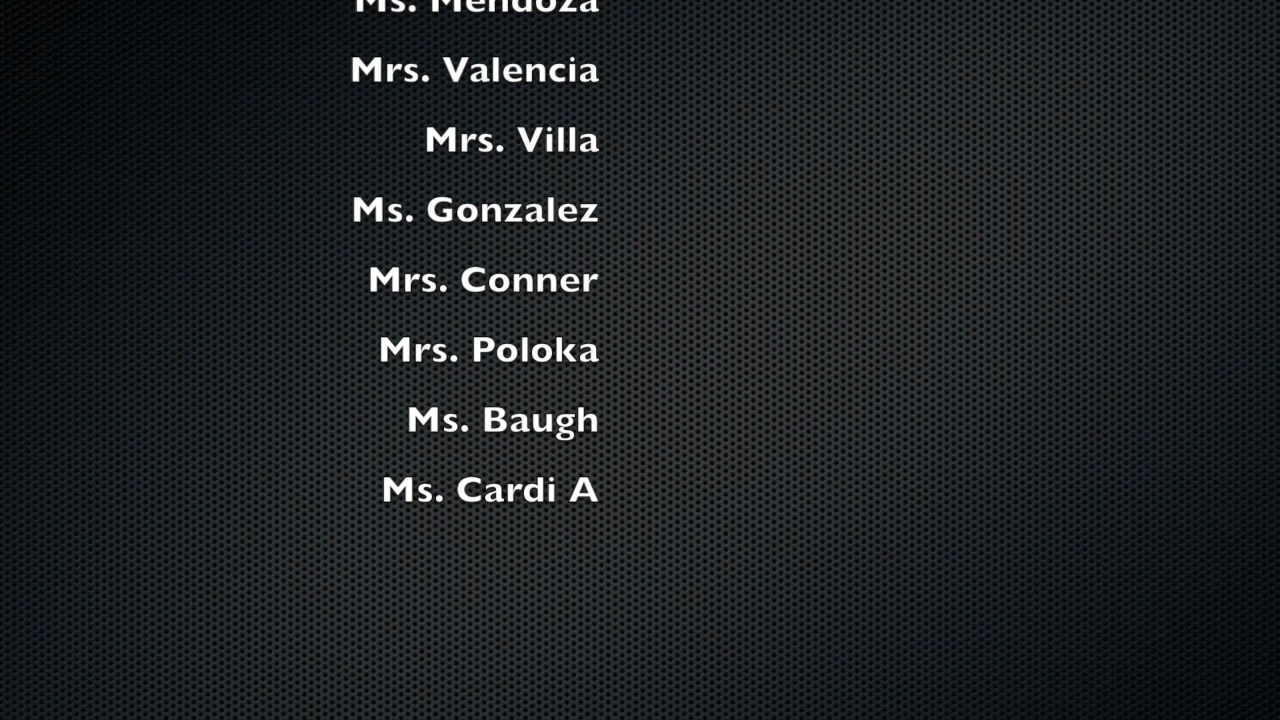 Ms. Mendoza
Mrs. Valencia
Mrs. Villa
Ms. Gonzalez
Mrs. Conner
Mrs. Poloka
Ms. Baugh
Ms. Cardi A